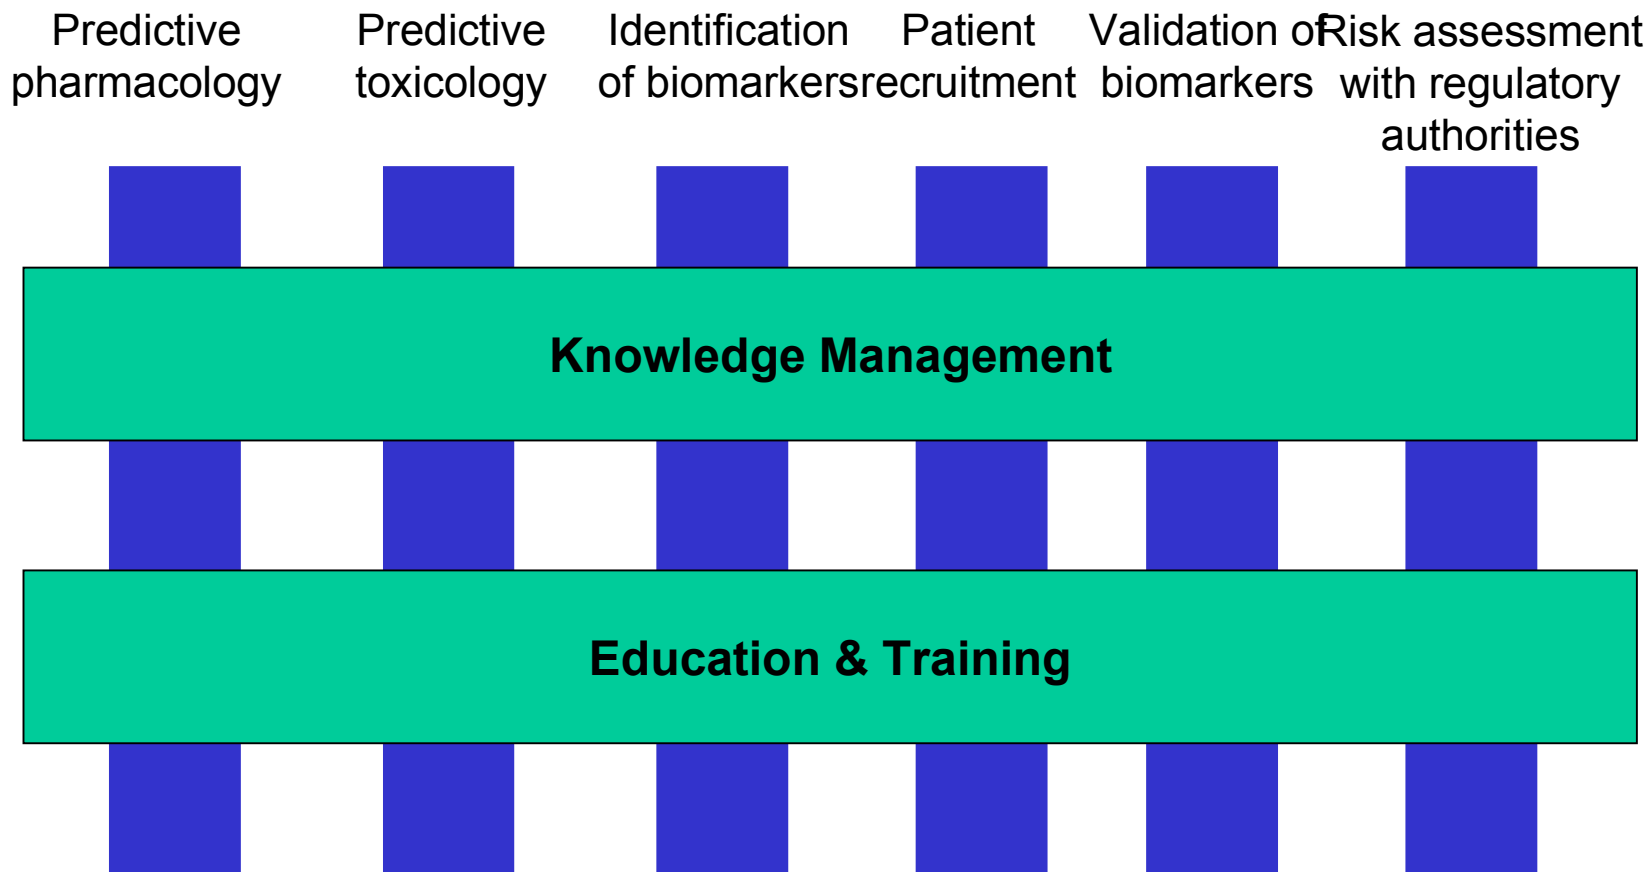 Predictive
pharmacology
Predictive
toxicology
Identification
of biomarkers
Patient
recruitment
Validation of
biomarkers
Risk assessment
with regulatory
authorities
Knowledge Management
Education & Training